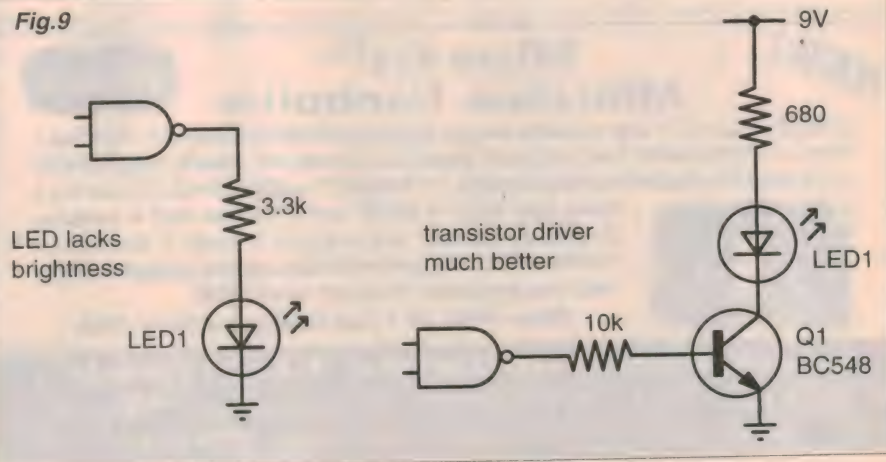 Fig.9
9V
680
3.3k
LED lacks
brightness
transistor driver
much better
LED1
LED1
10k
Q1
BC548